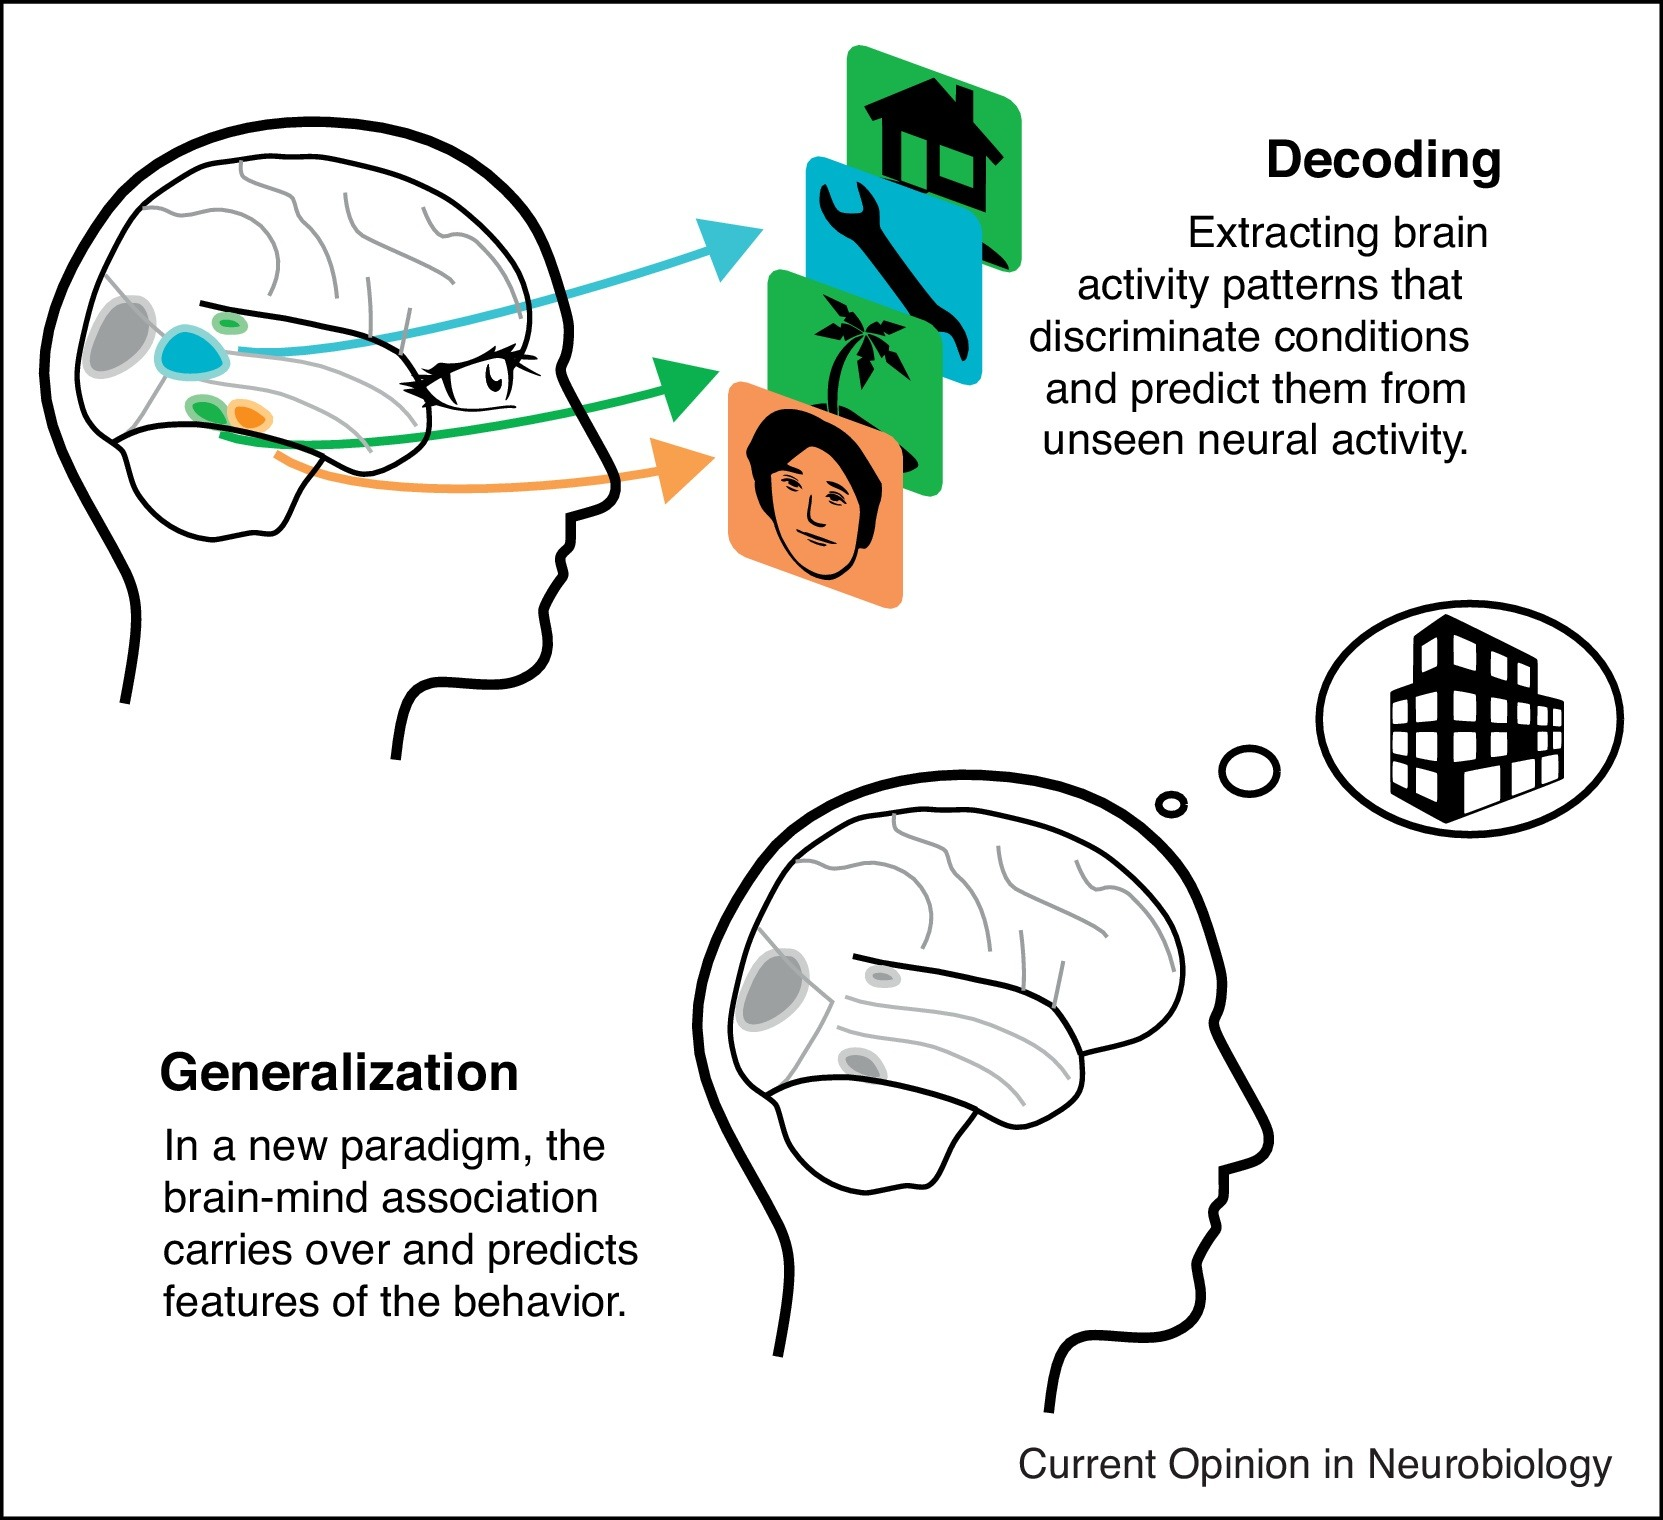 Decoding
Extracting brain
activity patterns that
discriminate conditions
and predict them from
unseen neural activity.
Generalization
In a new paradigm, the
brain-mind association
carries over and predicts
features of the behavior.
Current Opinion in Neurobiology